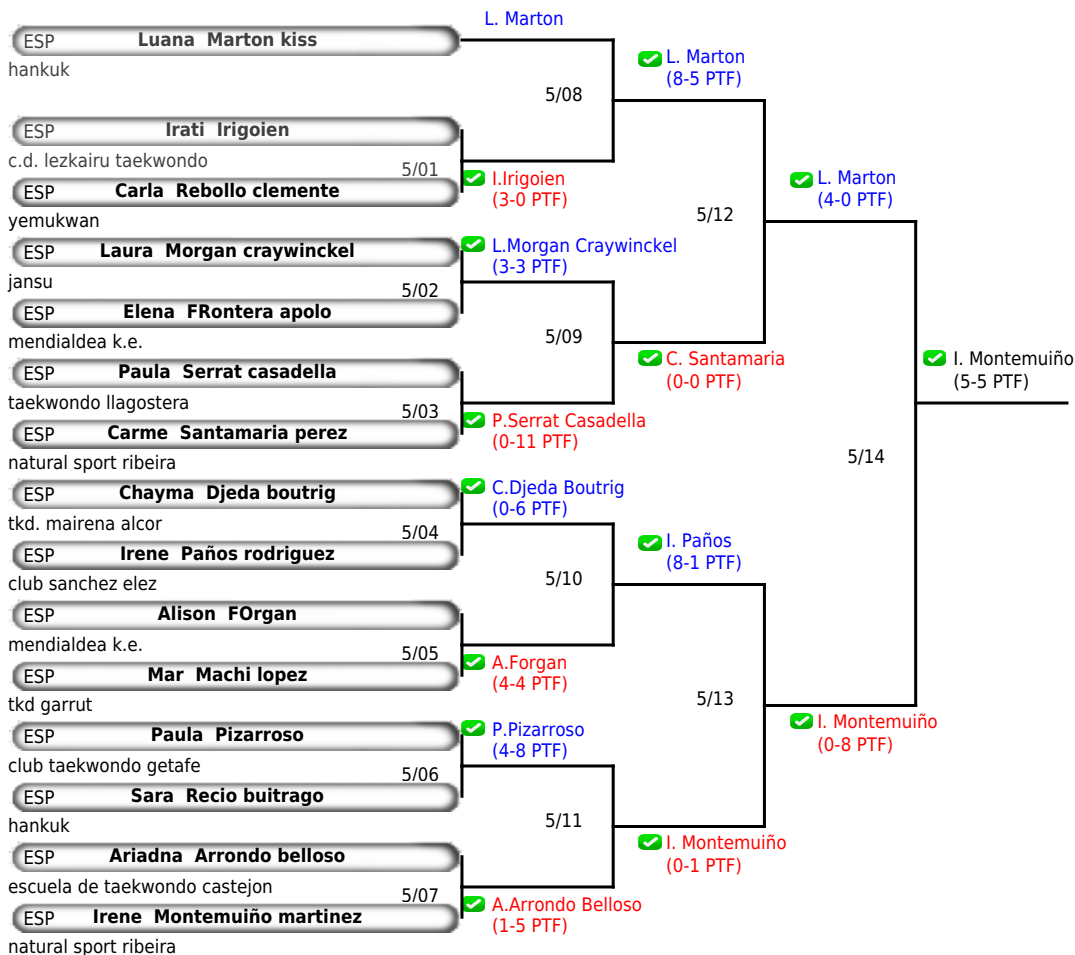 L. Marton
ESP Luana Marton kiss
hankuk
L. Marton
(8-5 PTF)
5/08
ESP Irati Irigoien
c.d. lezkairu taekwondo
5/01
I.Irigoien
(3-0 PTF)
ESP Carla Rebollo clemente
yemukwan
L. Marton
(4-0 PTF)
5/12
ESP Laura Morgan craywinckel
jansu
L.Morgan Craywinckel
(3-3 PTF)
5/02
ESP Elena FRontera apolo
mendialdea k.e.
5/09
C. Santamaria
(0-0 PTF)
I. Montemuiño
(5-5 PTF)
ESP Paula Serrat casadella
taekwondo llagostera
5/03
P.Serrat Casadella
(0-11 PTF)
ESP Carme Santamaria perez
natural sport ribeira
5/14
ESP Chayma Djeda boutrig
tkd. mairena alcor
C.Djeda Boutrig
(0-6 PTF)
5/04
ESP Irene Paños rodriguez
club sanchez elez
I. Paños
(8-1 PTF)
5/10
ESP Alison FOrgan
mendialdea k.e.
5/05
A.Forgan
(4-4 PTF)
ESP Mar Machi lopez
tkd garrut
5/13
I. Montemuiño
(0-8 PTF)
ESP Paula Pizarroso
club taekwondo getafe
P.Pizarroso
(4-8 PTF)
5/06
ESP Sara Recio buitrago
hankuk
5/11
I. Montemuiño
(0-1 PTF)
ESP Ariadna Arrondo belloso
escuela de taekwondo castejon
5/07
A.Arrondo Belloso
(1-5 PTF)
ESP Irene Montemuiño martinez
natural sport ribeira